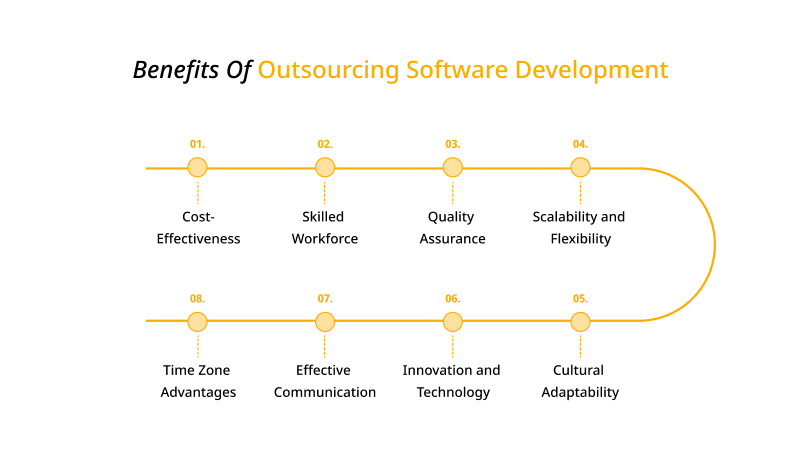 Benefits Of Outsourcing Software Development
01.
Cost-
Effectiveness
02.
Skilled
Workforce
03.
Quality
Assurance
04.
Scalability and
Flexibility
05.
Cultural
Adaptability
06.
Innovation and
Technology
07.
Effective
Communication
08.
Time Zone
Advantages